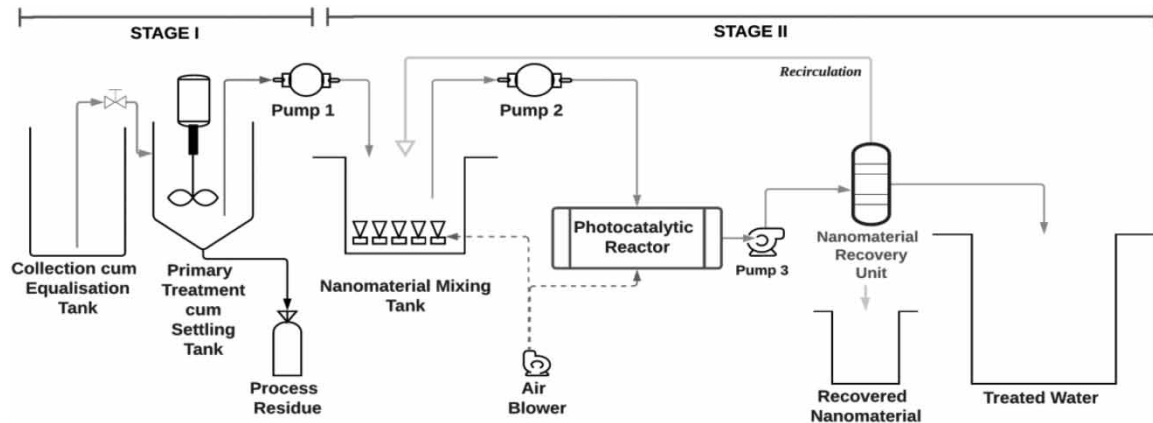 STAGE I
STAGE II
Recirculation
Pump 1
Pump 2
Photocatalytic
Reactor
Pump 3
Nanomaterial
Recovery
Unit
Collection cum
Equalisation
Tank
Primary
Treatment
cum
Settling
Tank
Nanomaterial Mixing
Tank
Process
Residue
Air
Blower
Recovered
Nanomaterial
Treated Water